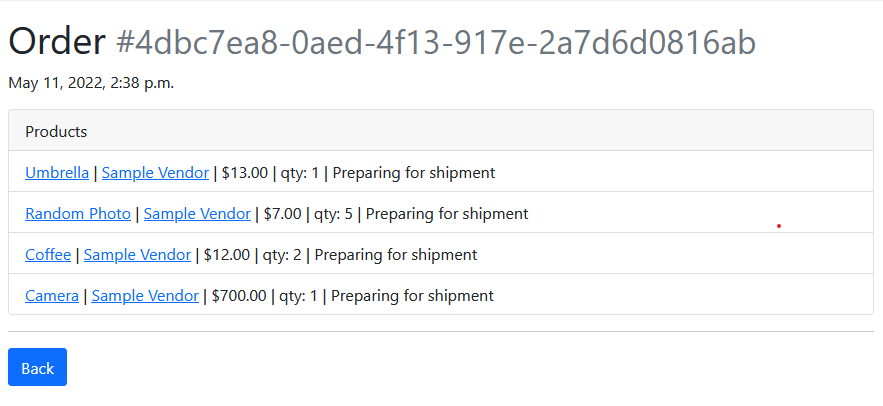 Order #4dbc7ea8-0aed-4f13-917e-2a7d6d0816ab
May 11, 2022, 2:38 p.m.
Products
Umbrella | Sample Vendor | $13.00 | qty: 1 | Preparing for shipment
Random Photo | Sample Vendor | $7.00 | qty: 5 | Preparing for shipment
Coffee | Sample Vendor | $12.00 | qty: 2 | Preparing for shipment
Camera | Sample Vendor | $700.00 | qty: 1 | Preparing for shipment
Back